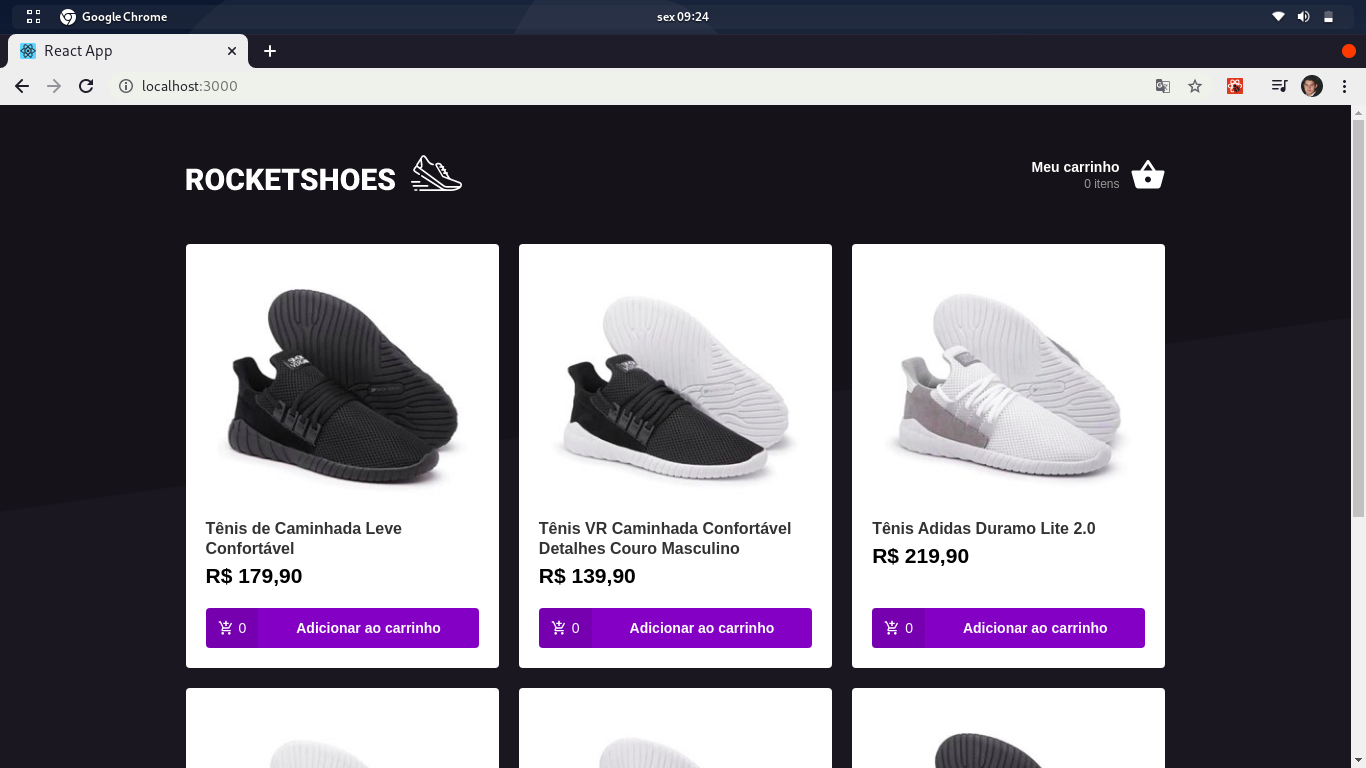 Google Chrome
sex 09:24
React App
localhost:3000
ROCKETSHOES
Meu carrinho
0 itens
Tênis de Caminhada Leve
Confortável
R$ 179,90
0 Adicionar ao carrinho
Tênis VR Caminhada Confortável
Detalhes Couro Masculino
R$ 139,90
0 Adicionar ao carrinho
Tênis Adidas Duramo Lite 2.0
R$ 219,90
0 Adicionar ao carrinho